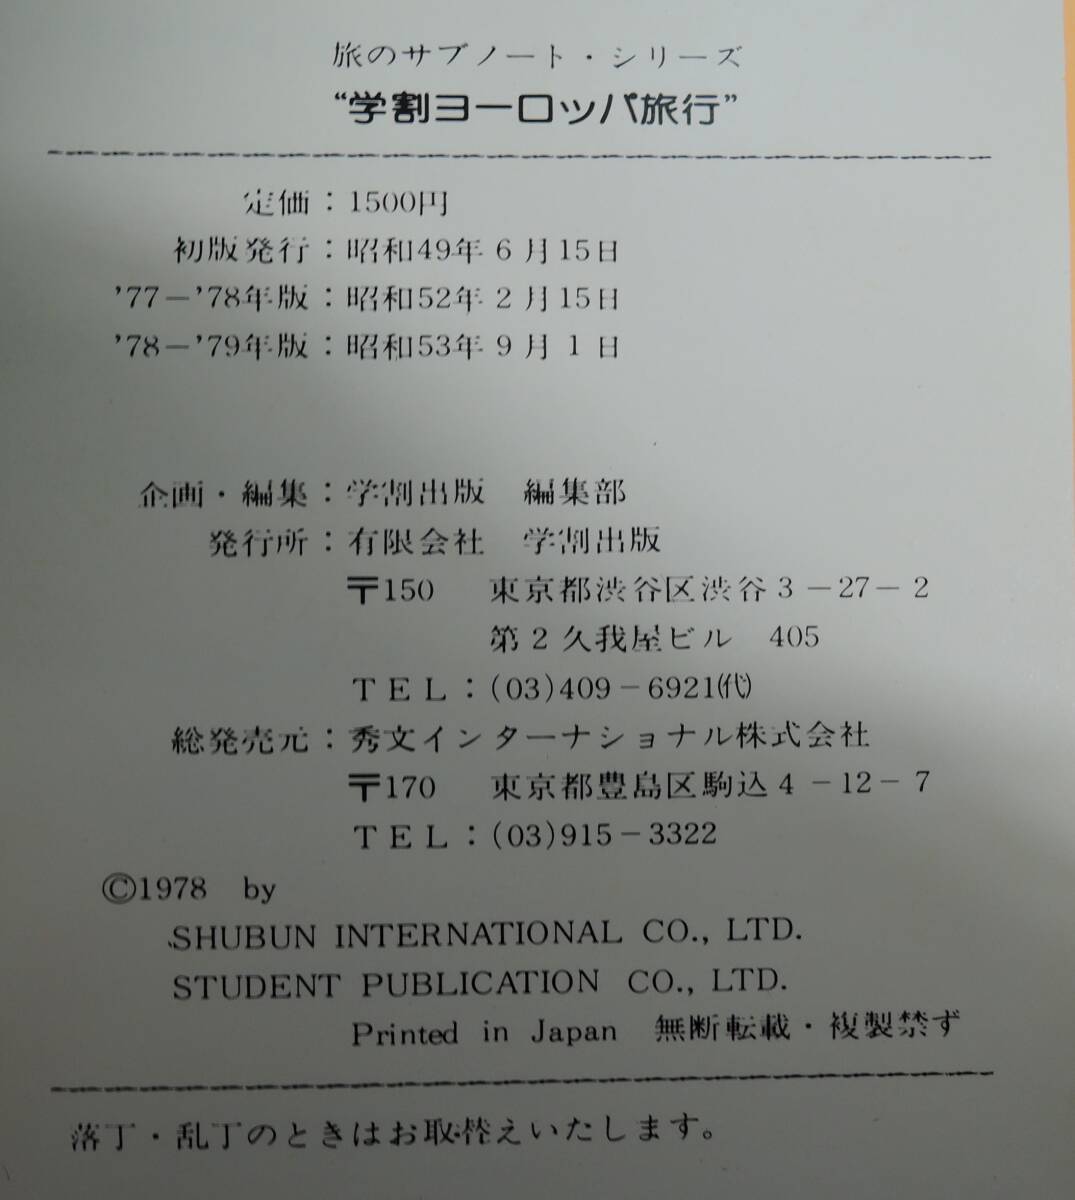 旅のサブノート・シリーズ
“学割ヨーロッパ旅行”
定価：1500円
初版発行：昭和49年6月15日
’77－’78年版：昭和52年2月15日
’78－’79年版：昭和53年9月1日
企画・編集：学割出版　編集部
発行所：有限会社　学割出版
〒150　東京都渋谷区渋谷3－27－2
第2久我屋ビル　405
TEL：(03)409－6921(代)
総発売元：秀文インターナショナル株式会社
〒170　東京都豊島区駒込4－12－7
TEL：(03)915－3322
©1978 by
SHUBUN INTERNATIONAL CO., LTD.
STUDENT PUBLICATION CO., LTD.
Printed in Japan　無断転載・複製禁ず
落丁・乱丁のときはお取替えいたします。